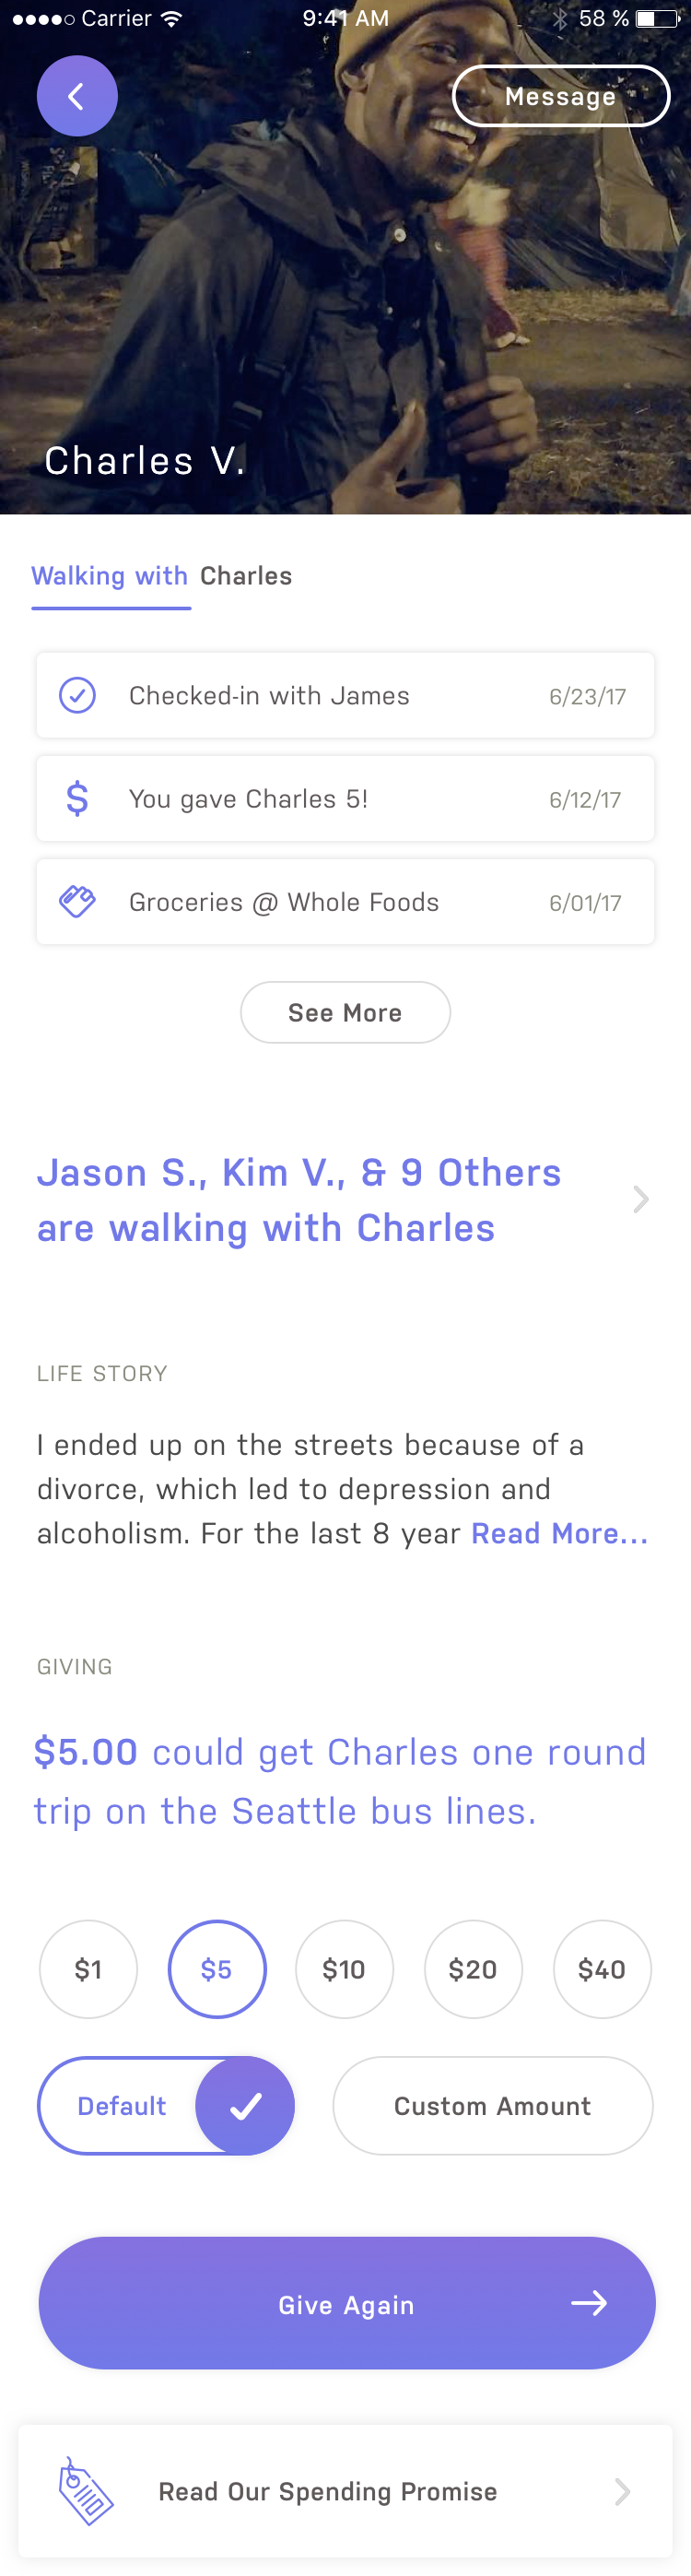 Carrier 9:41 AM 58 %
Message
Charles V.
Walking with Charles
Checked-in with James 6/23/17
$ You gave Charles 5! 6/12/17
Groceries @ Whole Foods 6/01/17
See More
Jason S., Kim V., & 9 Others
are walking with Charles
LIFE STORY
I ended up on the streets because of a
divorce, which led to depression and
alcoholism. For the last 8 year Read More...
GIVING
$5.00 could get Charles one round
trip on the Seattle bus lines.
$1 $5 $10 $20 $40
Default Custom Amount
Give Again
Read Our Spending Promise